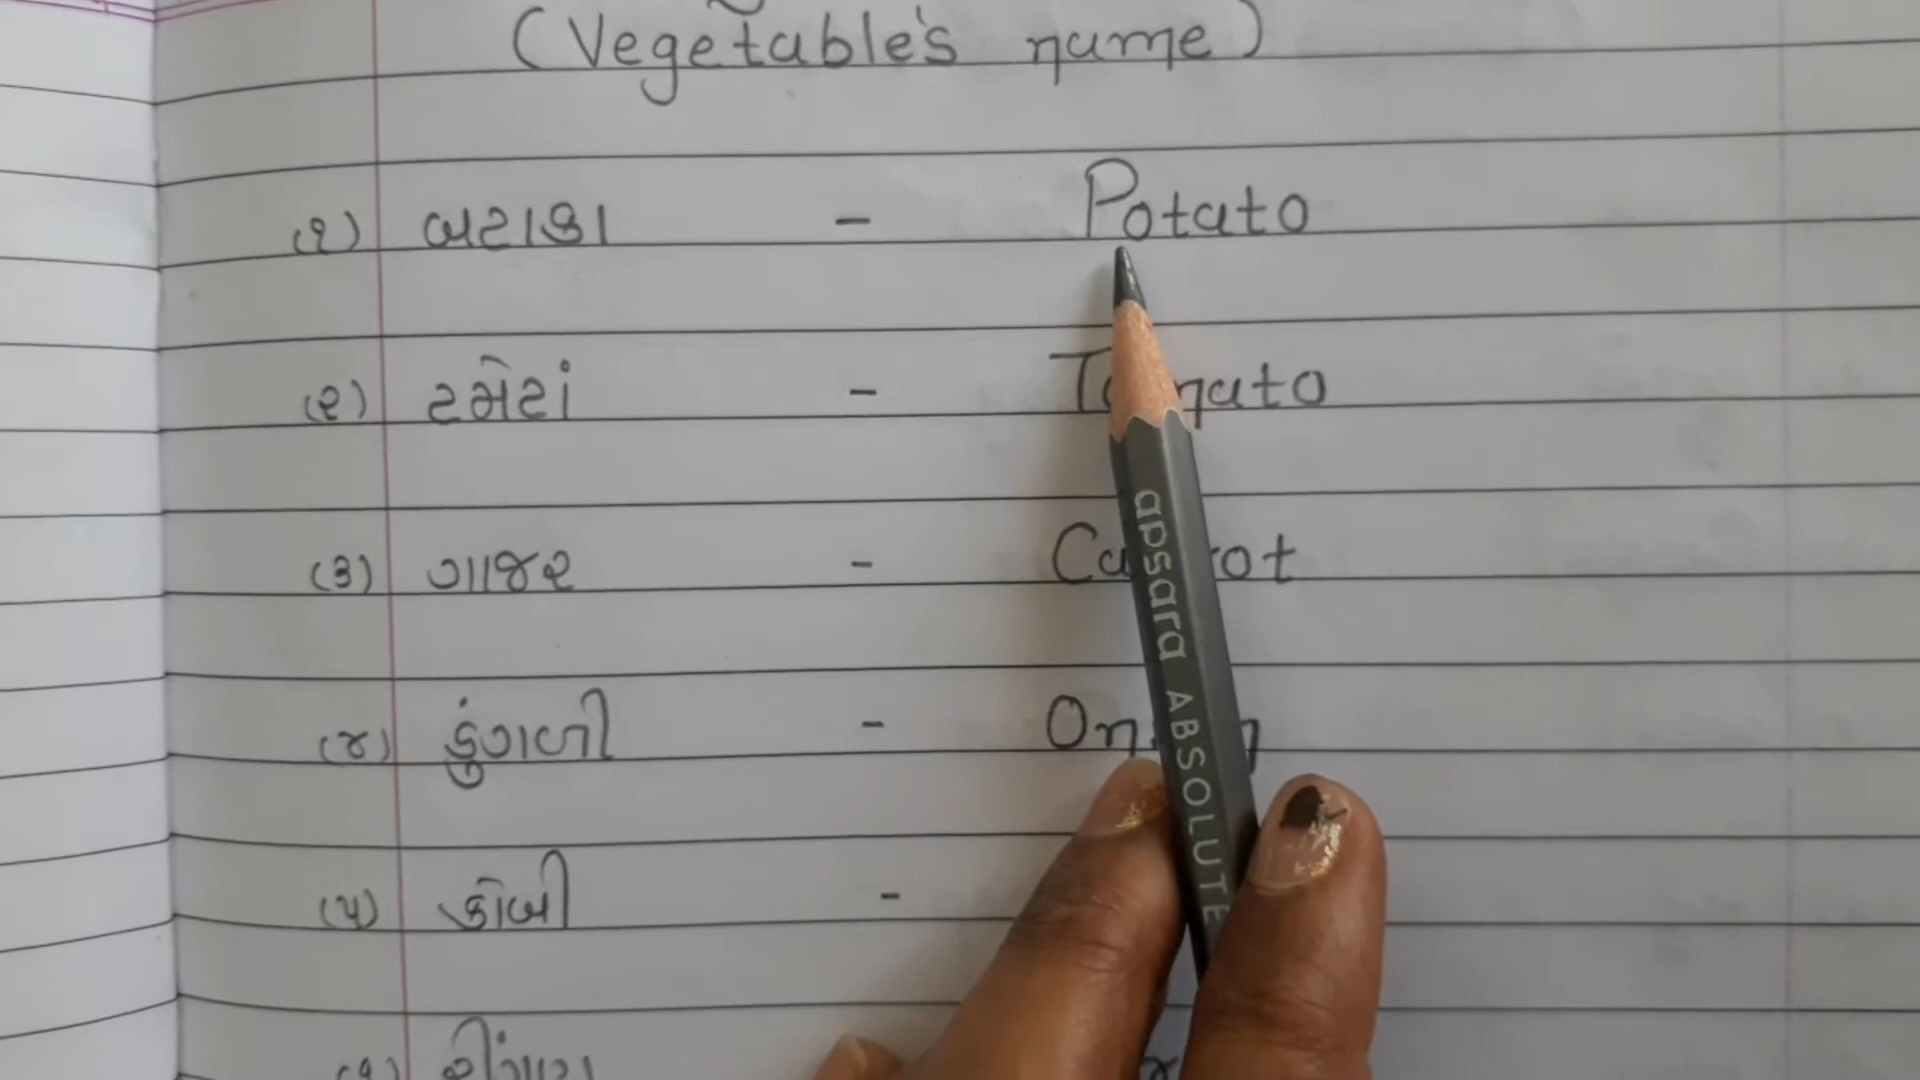 (Vegetable's name)
(૧) બટાકા - Potato
(૨) ટમેટાં - Tomato
(૩) ગાજર - Carrot
(૪) ડુંગળી - Onion
(૫) કોબી -
apsara ABSOLUTE